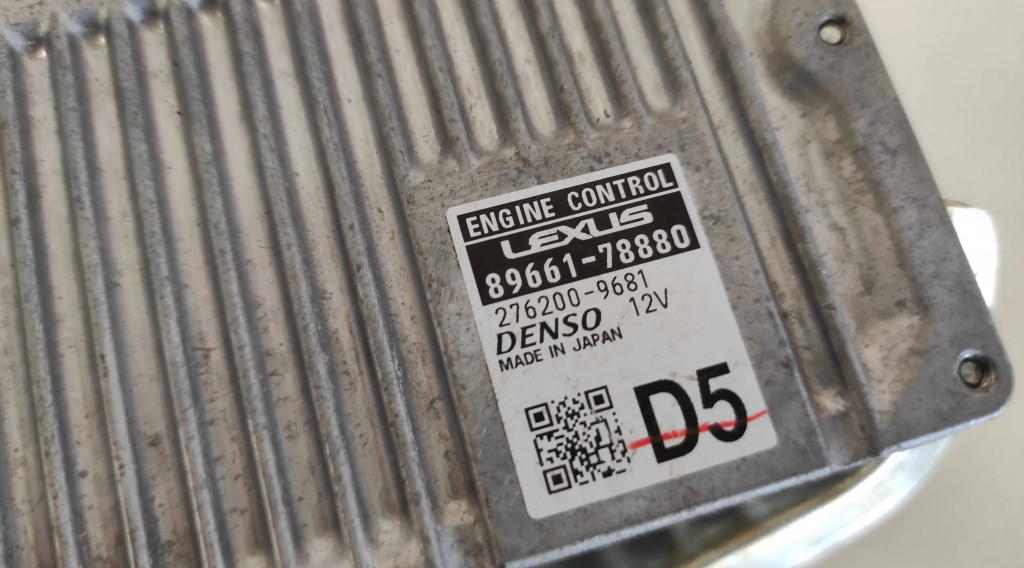 ENGINE CONTROL
LEXUS
89661-78880
276200-9681
DENSO 12V
MADE IN JAPAN
D5